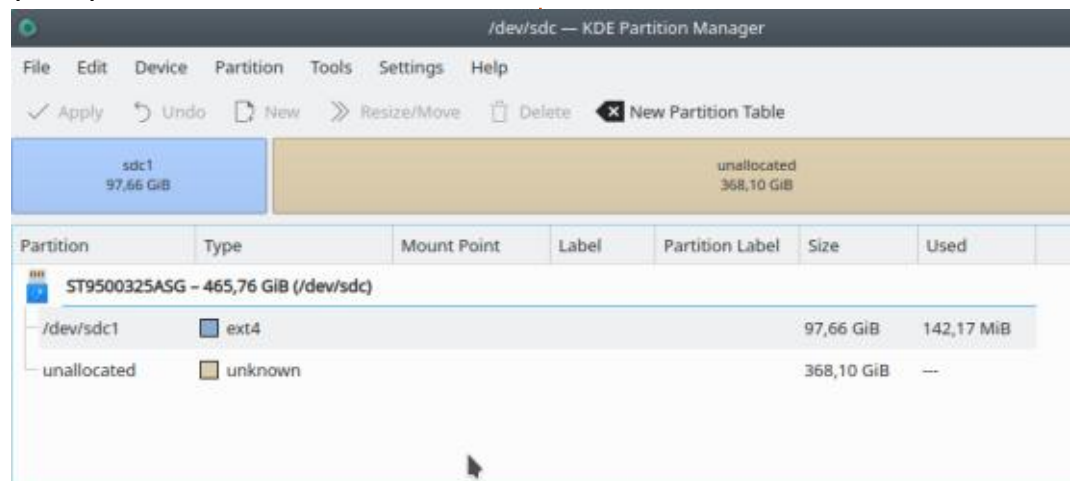 /dev/sdc — KDE Partition Manager
File Edit Device Partition Tools Settings Help
Apply Undo New Resize/Move Delete New Partition Table
sdc1
97,66 GiB
unallocated
368,10 GiB
Partition Type Mount Point Label Partition Label Size Used
ST9500325ASG – 465,76 GiB (/dev/sdc)
/dev/sdc1 ext4 97,66 GiB 142,17 MiB
unallocated unknown 368,10 GiB ---